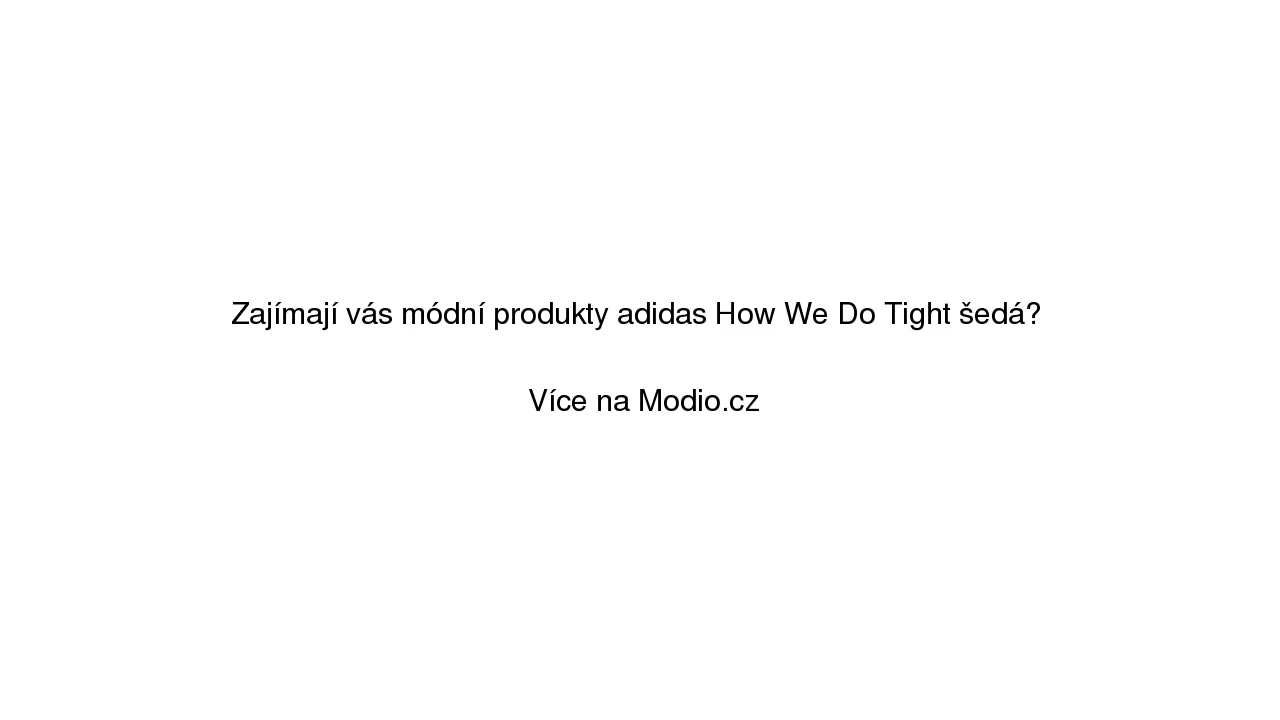 Zajímají vás módní produkty adidas How We Do Tight šedá?
Více na Modio.cz